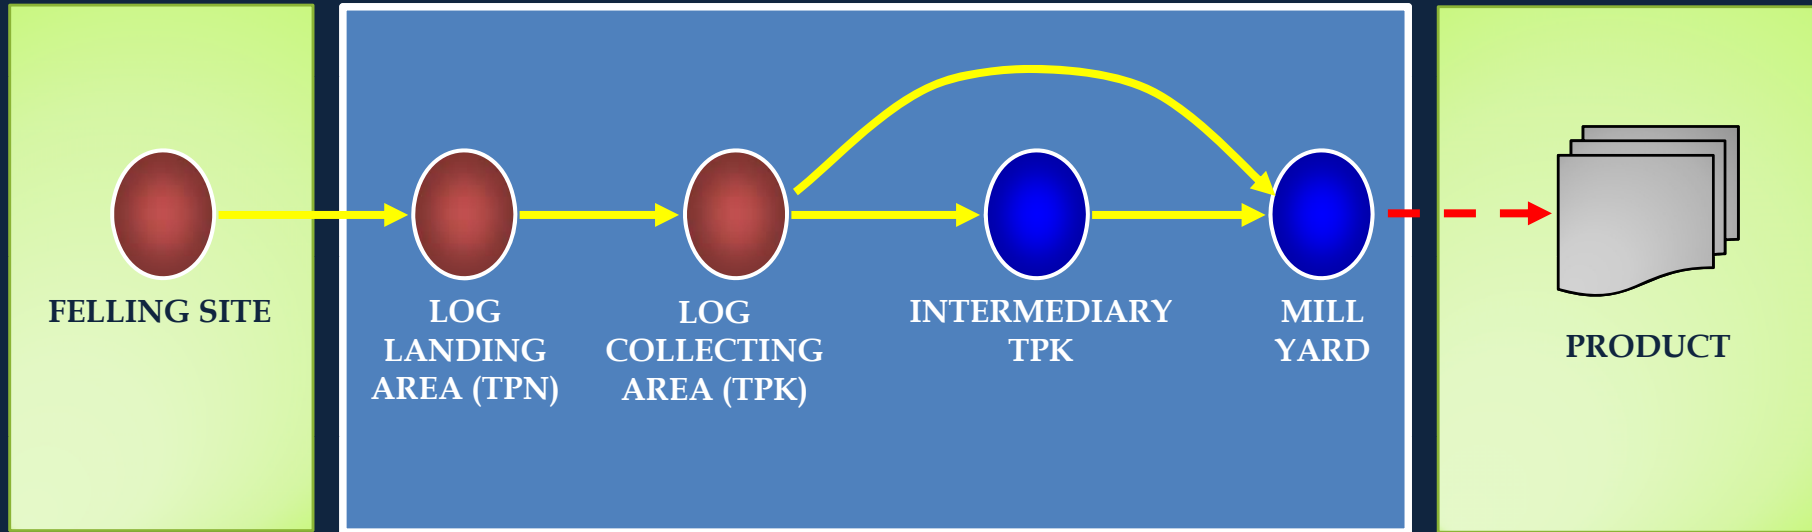 FELLING SITE
LOG
LANDING
AREA (TPN)
LOG
COLLECTING
AREA (TPK)
INTERMEDIARY
TPK
MILL
YARD
PRODUCT